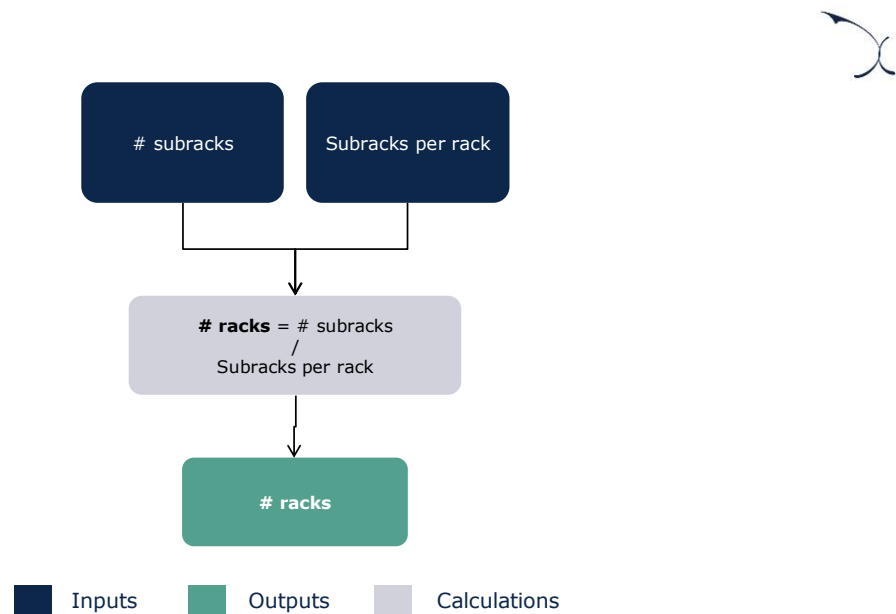 # subracks
Subracks per rack
# racks = # subracks
/
Subracks per rack
# racks
Inputs
Outputs
Calculations